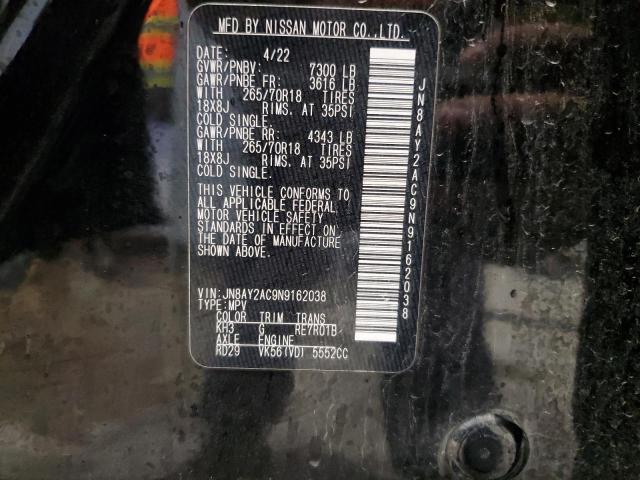 MFD BY NISSAN MOTOR CO.,LTD.
DATE: 4/22
GVWR/PNBV: 7300 LB
GAWR/PNBE FR: 3616 LB
WITH 265/70R18 TIRES
18X8J RIMS. AT 35PSI
COLD SINGLE.
GAWR/PNBE RR: 4343 LB
WITH 265/70R18 TIRES
18X8J RIMS. AT 35PSI
COLD SINGLE.
THIS VEHICLE CONFORMS TO
ALL APPLICABLE FEDERAL
MOTOR VEHICLE SAFETY
STANDARDS IN EFFECT ON
THE DATE OF MANUFACTURE
SHOWN ABOVE.
VIN: JN8AY2AC9N9162038
TYPE: MPV
COLOR TRIM TRANS
KH3 G RE7R01B
AXLE ENGINE
RD29 VK56(VD) 5552CC
JN8AY2AC9N9162038